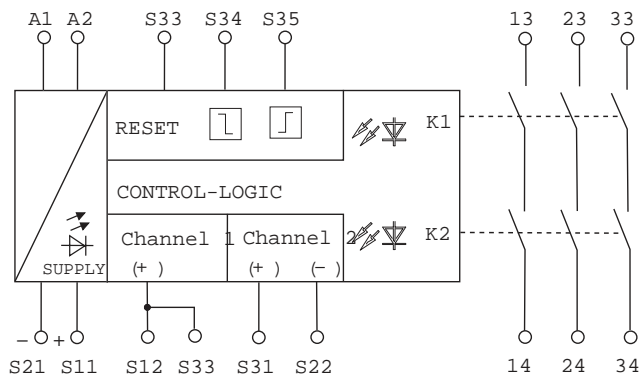 A1 A2 S33 S34 S35 13 23 33
RESET K1
CONTROL-LOGIC
Channel 1 Channel 2 K2
SUPPLY (+ ) (+ ) (- )
- +
S21 S11 S12 S33 S31 S22 14 24 34